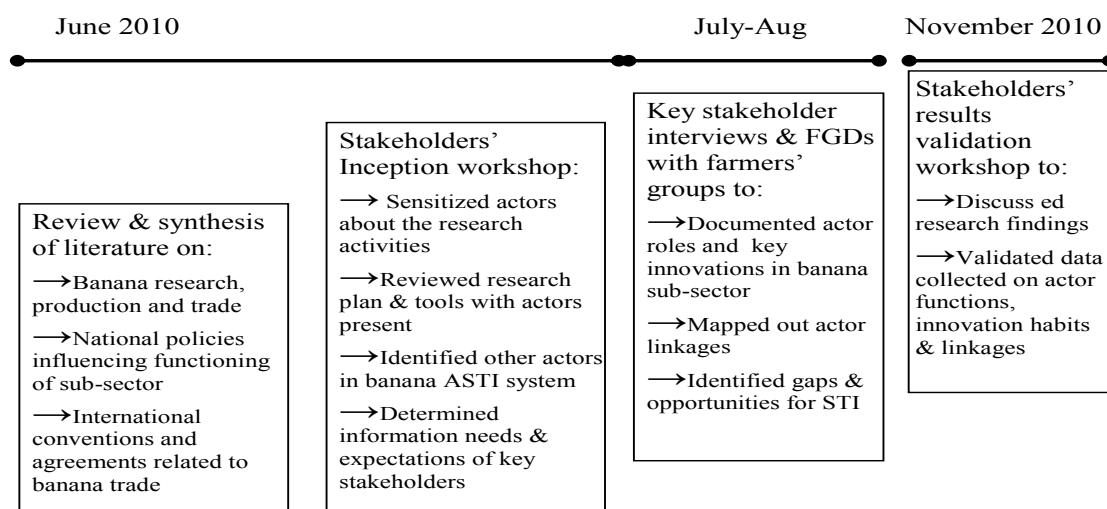 June 2010
July-Aug
November 2010
Review & synthesis
of literature on:
→Banana research,
production and trade
→National policies
influencing functioning
of sub-sector
→International
conventions and
agreements related to
banana trade
Stakeholders’
Inception workshop:
→ Sensitized actors
about the research
activities
→Reviewed research
plan & tools with actors
present
→Identified other actors
in banana ASTI system
→Determined
information needs &
expectations of key
stakeholders
Key stakeholder
interviews & FGDs
with farmers’
groups to:
→Documented actor
roles and key
innovations in banana
sub-sector
→Mapped out actor
linkages
→Identified gaps &
opportunities for STI
Stakeholders’
results
validation
workshop to:
→Discuss ed
research findings
→Validated data
collected on actor
functions,
innovation habits
& linkages